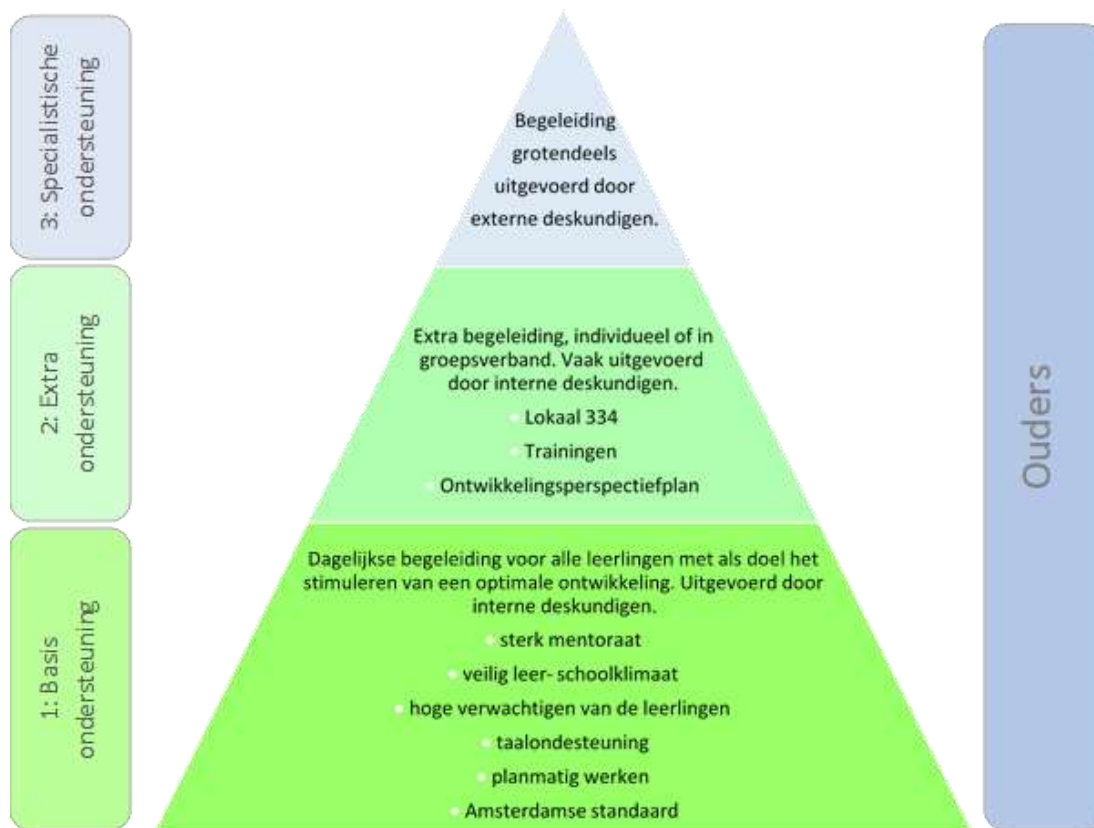 3: Specialistische
ondersteuning
Begeleiding
grotendeels
uitgevoerd door
externe deskundigen.
2: Extra
ondersteuning
Extra begeleiding, individueel of in
groepsverband. Vaak uitgevoerd
door interne deskundigen.
Lokaal 334
Trainingen
Ontwikkelingsperspectiefplan
1: Basis
ondersteuning
Dagelijkse begeleiding voor alle leerlingen met als doel het
stimuleren van een optimale ontwikkeling. Uitgevoerd door
interne deskundigen.
sterk mentoraat
veilig leer- schoolklimaat
hoge verwachtigen van de leerlingen
taalondesteuning
planmatig werken
Amsterdamse standaard
Ouders